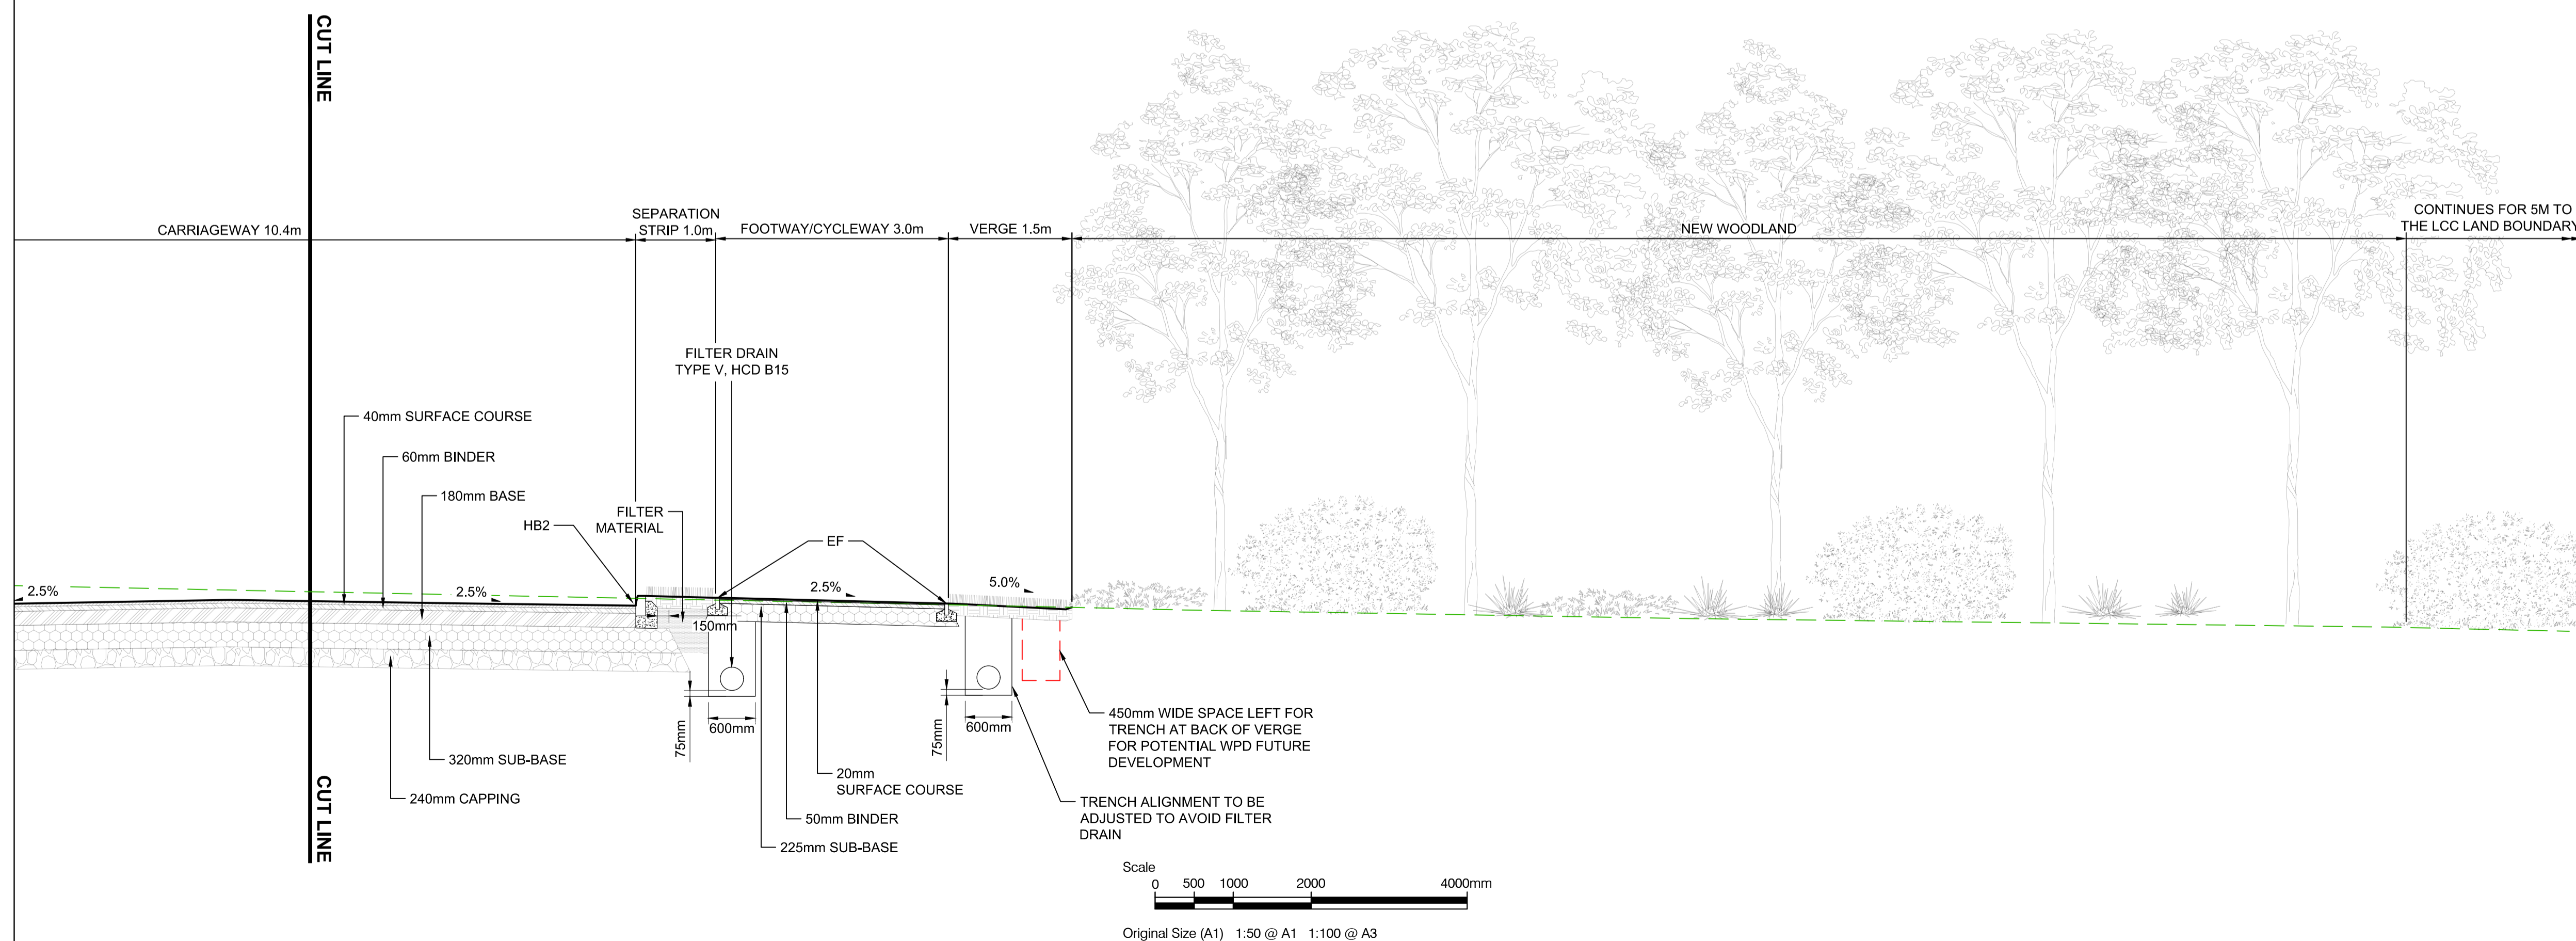 CUT LINE
CARRIAGEWAY 10.4m
SEPARATION
STRIP 1.0m
FOOTWAY/CYCLEWAY 3.0m
VERGE 1.5m
NEW WOODLAND
CONTINUES FOR 5M TO
THE LCC LAND BOUNDARY
FILTER DRAIN
TYPE V, HCD B15
40mm SURFACE COURSE
60mm BINDER
180mm BASE
HB2
FILTER
MATERIAL
EF
2.5%
2.5%
2.5%
5.0%
150mm
75mm
600mm
75mm
600mm
450mm WIDE SPACE LEFT FOR
TRENCH AT BACK OF VERGE
FOR POTENTIAL WPD FUTURE
DEVELOPMENT
320mm SUB-BASE
240mm CAPPING
20mm
SURFACE COURSE
50mm BINDER
225mm SUB-BASE
TRENCH ALIGNMENT TO BE
ADJUSTED TO AVOID FILTER
DRAIN
CUT LINE
Scale
0 500 1000 2000 4000mm
Original Size (A1) 1:50 @ A1 1:100 @ A3